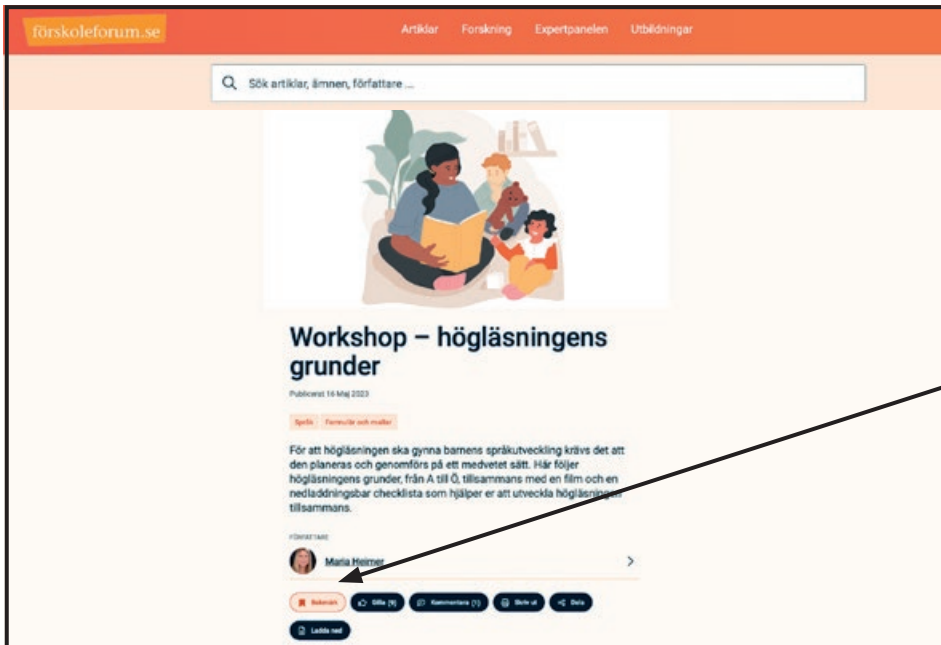 förskoleforum.se
Artiklar Forskning Expertpanelen Utbildningar
Sök artiklar, ämnen, författare ...
Workshop – högläsningens
grunder
Publicerat 16 Maj 2023
Språk Formulär och mallar
För att högläsningen ska gynna barnens språkutveckling krävs det att
den planeras och genomförs på ett medvetet sätt. Här följer
högläsningens grunder, från A till Ö, tillsammans med en film och en
nedladdningsbar checklista som hjälper er att utveckla högläsningen
tillsammans.
FÖRFATTARE
Maria Heimer
Bokmärk Gilla (9) Kommentera (1) Skriv ut Dela
Ladda ned